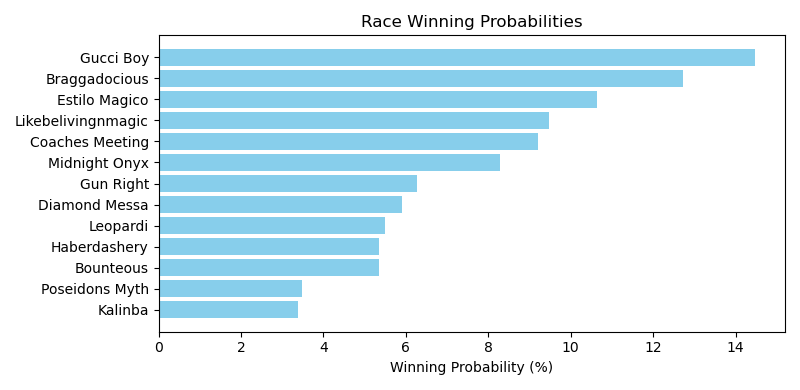 Race Winning Probabilities
Gucci Boy
Braggadocious
Estilo Magico
Likebelivingnmagic
Coaches Meeting
Midnight Onyx
Gun Right
Diamond Messa
Leopardi
Haberdashery
Bounteous
Poseidons Myth
Kalinba
0 2 4 6 8 10 12 14
Winning Probability (%)